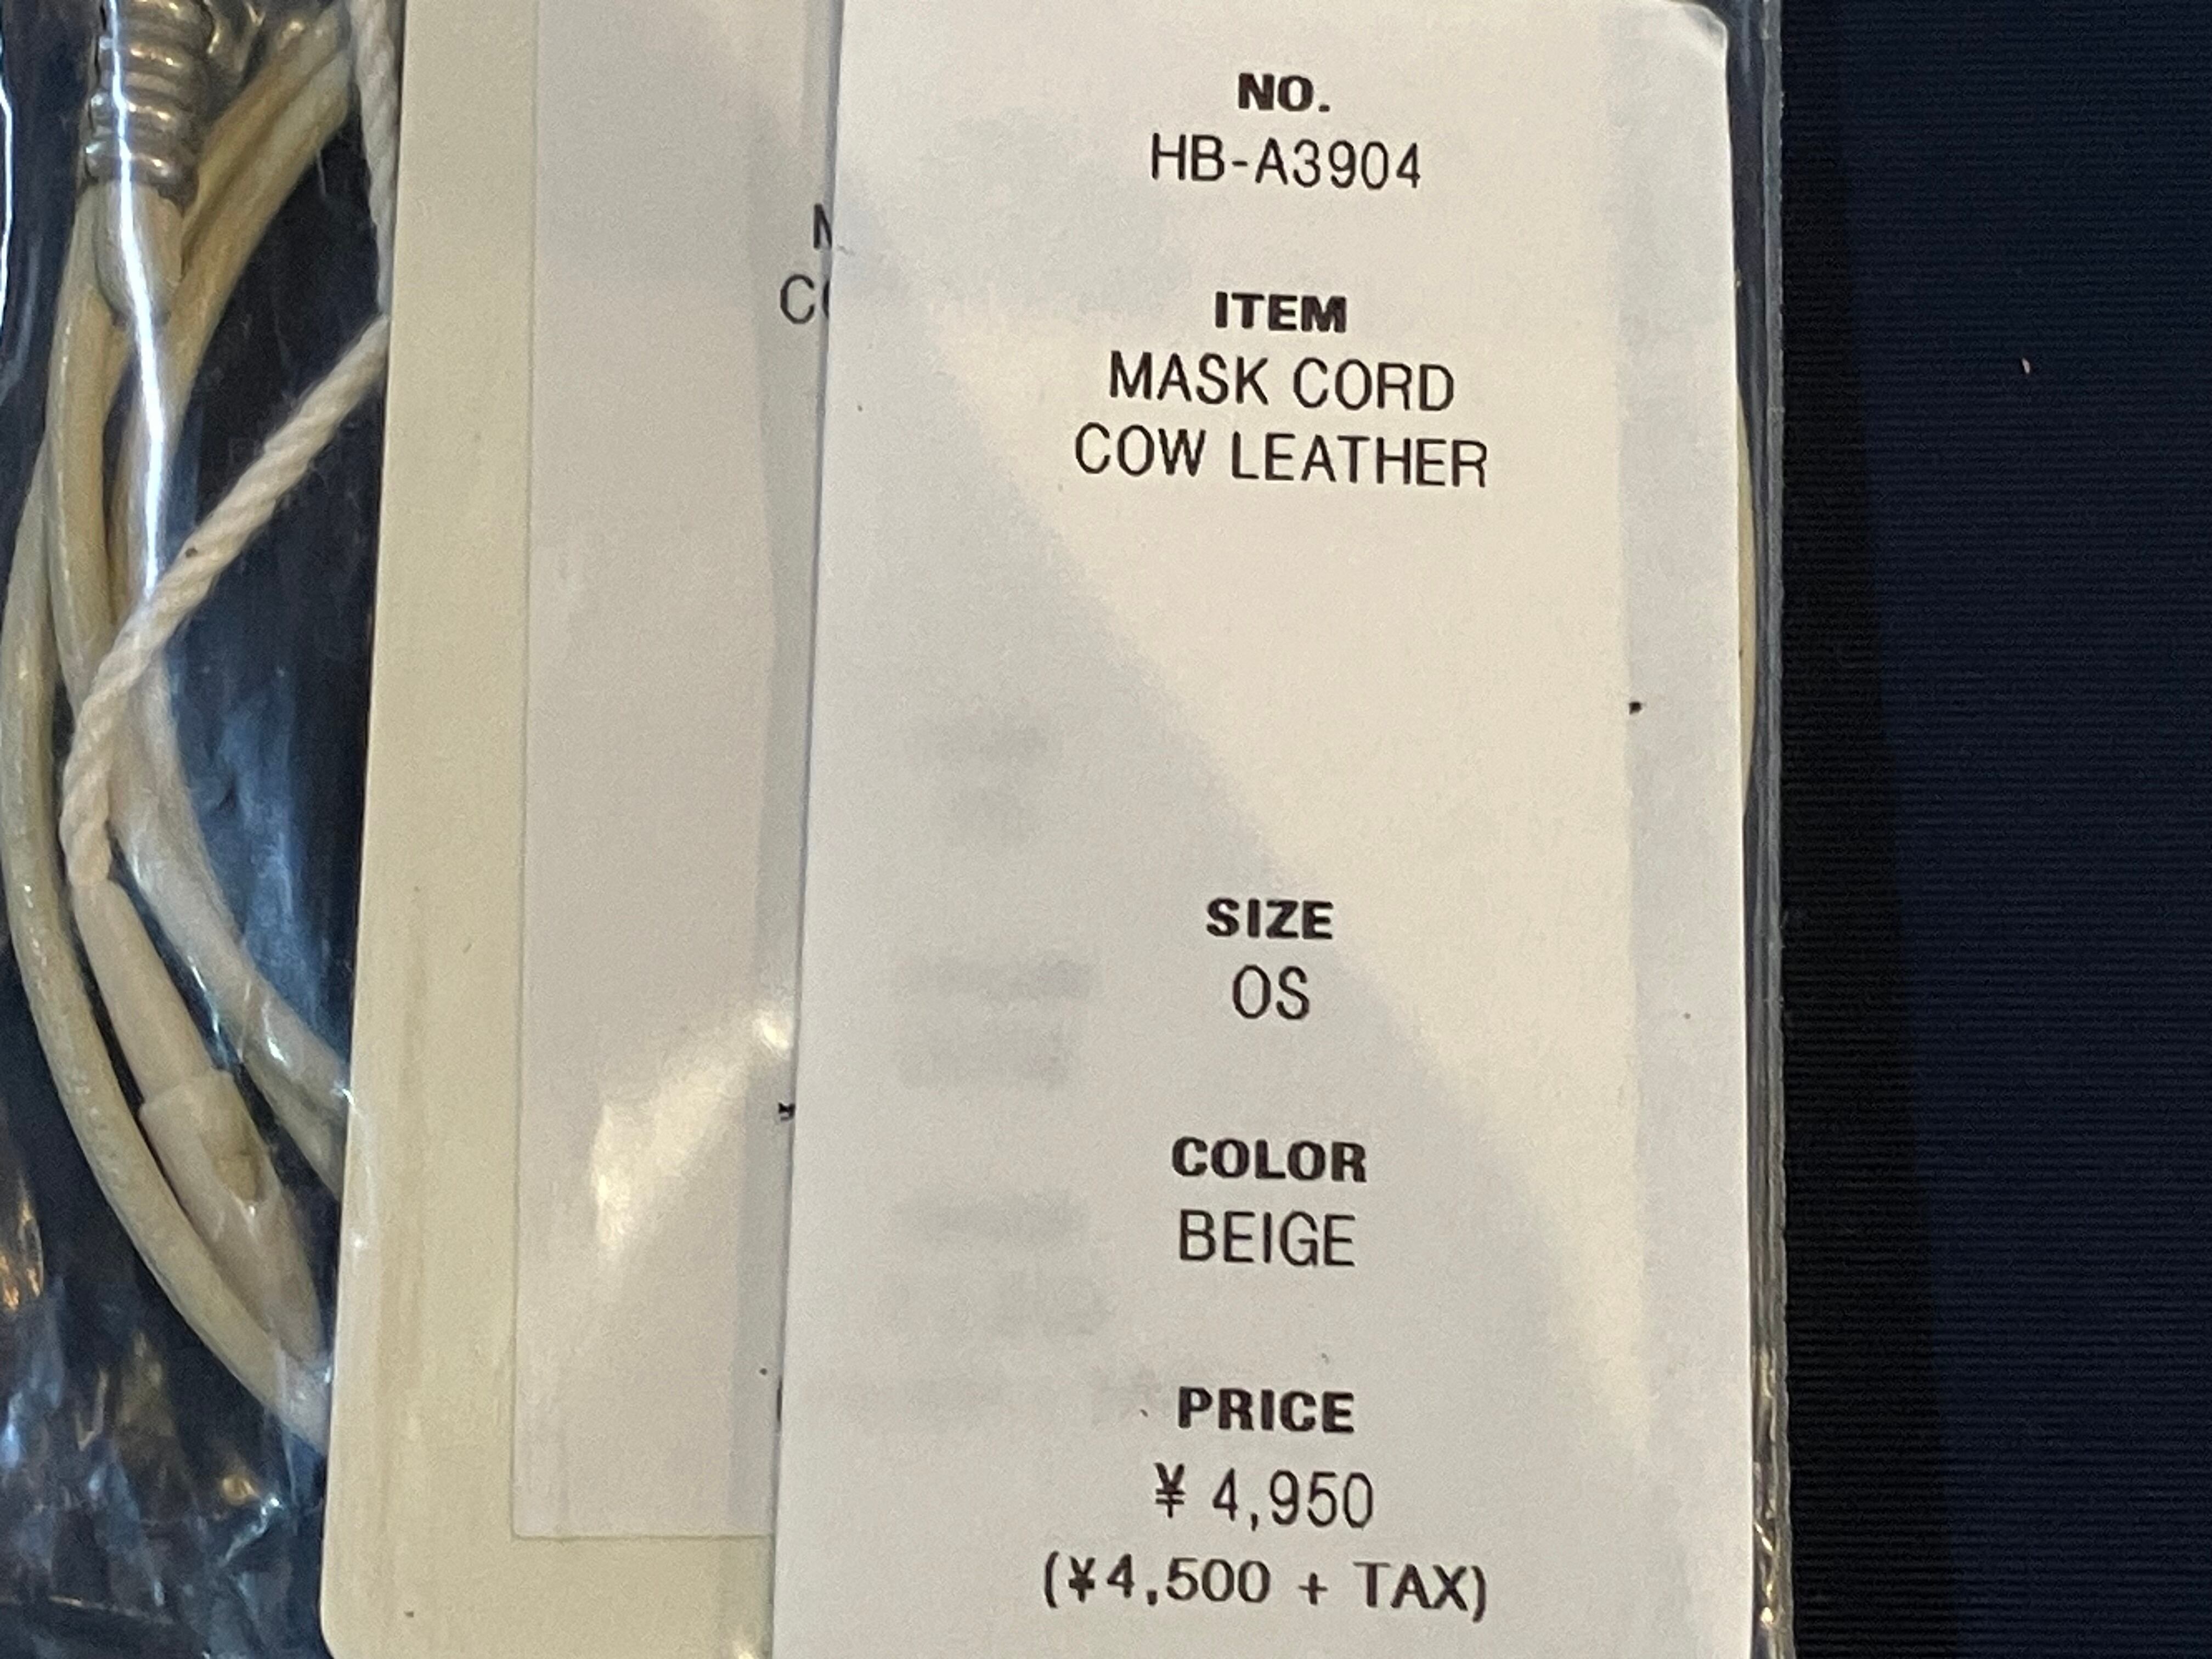 NO.
HB-A3904
ITEM
MASK CORD
COW LEATHER
SIZE
OS
COLOR
BEIGE
PRICE
¥ 4,950
(¥4,500 + TAX)